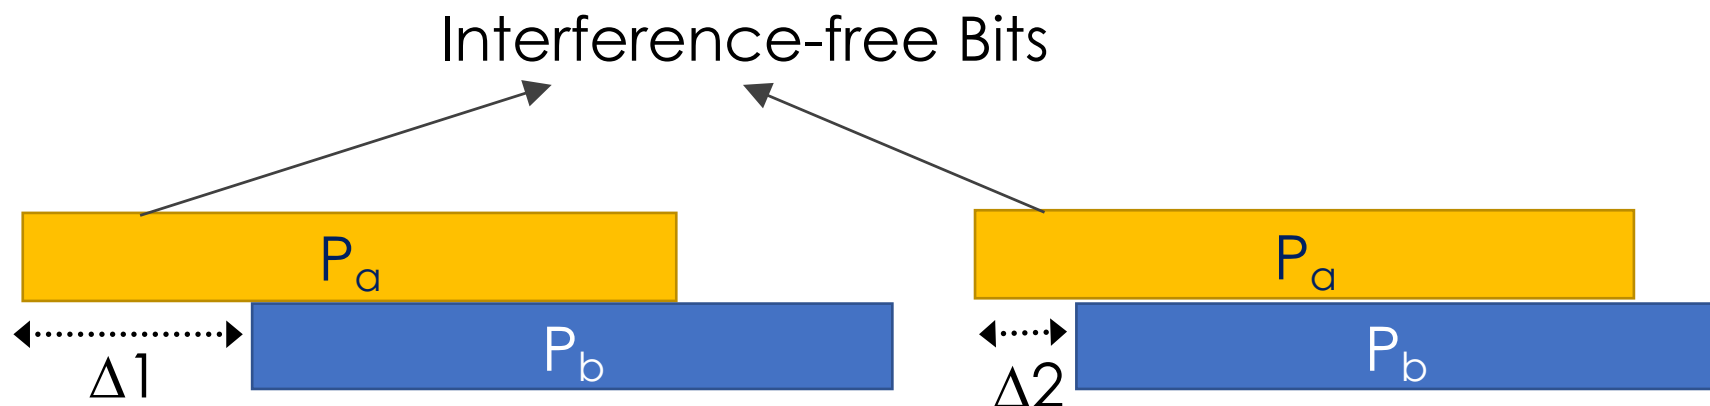 Interference-free Bits
Pa
Pa
Pb
Pb
Δ1
Δ2